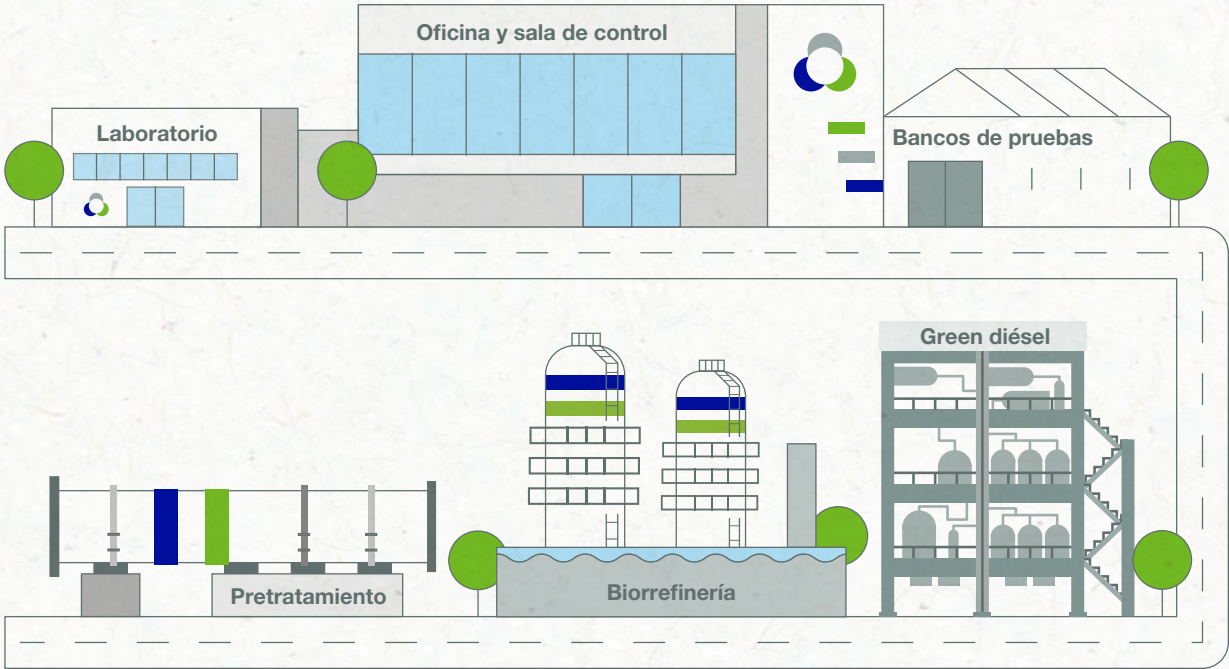 Oficina y sala de control
Laboratorio
Bancos de pruebas
Green diésel
Pretratamiento
Biorrefinería